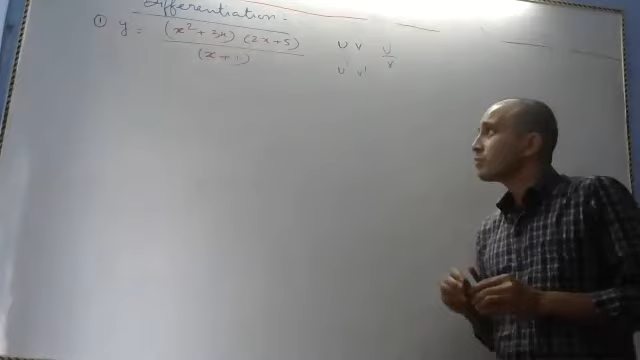 Differentiation:-
① y = (x² + 3x) (2x + 5) / (x + 1)
u v u/v
u' v'